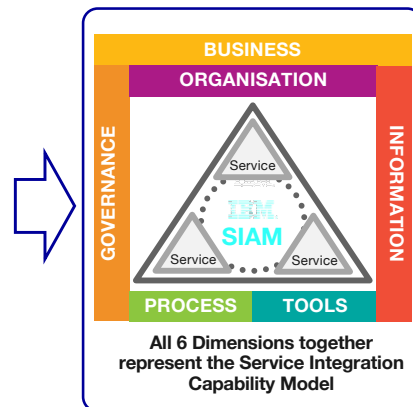 BUSINESS
ORGANISATION
GOVERNANCE
INFORMATION
Service
IBM
SIAM
Service
Service
PROCESS
TOOLS
All 6 Dimensions together
represent the Service Integration
Capability Model